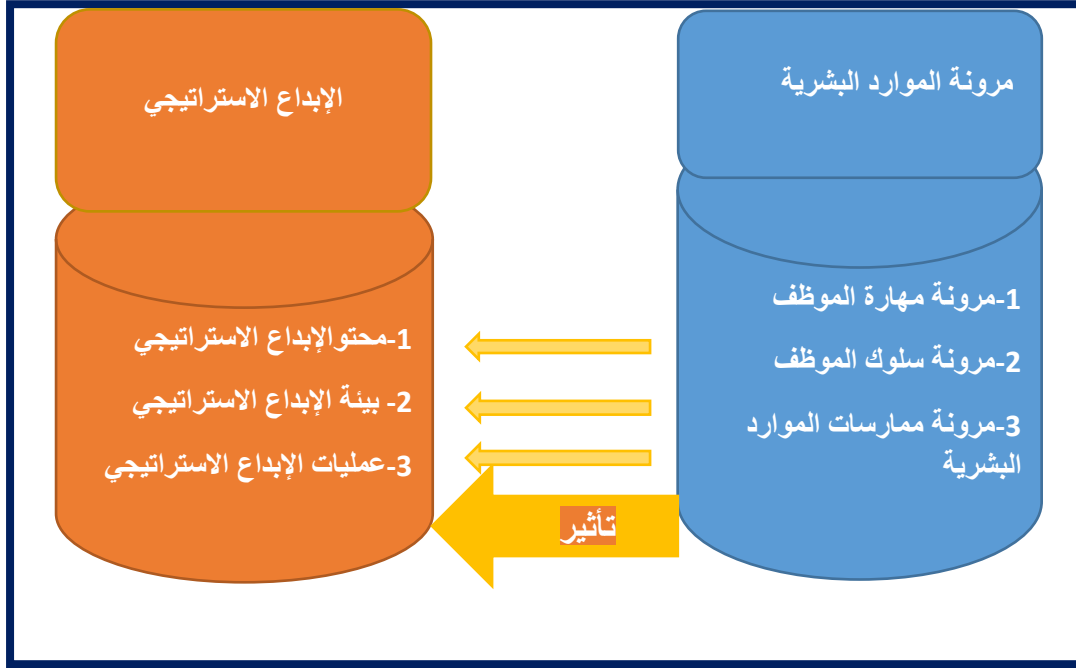 مرونة الموارد البشرية
1-مرونة مهارة الموظف
2-مرونة سلوك الموظف
3-مرونة ممارسات الموارد
البشرية
تأثير
الإبداع الاستراتيجي
1-محتوالإبداع الاستراتيجي
2- بيئة الإبداع الاستراتيجي
3-عمليات الإبداع الاستراتيجي